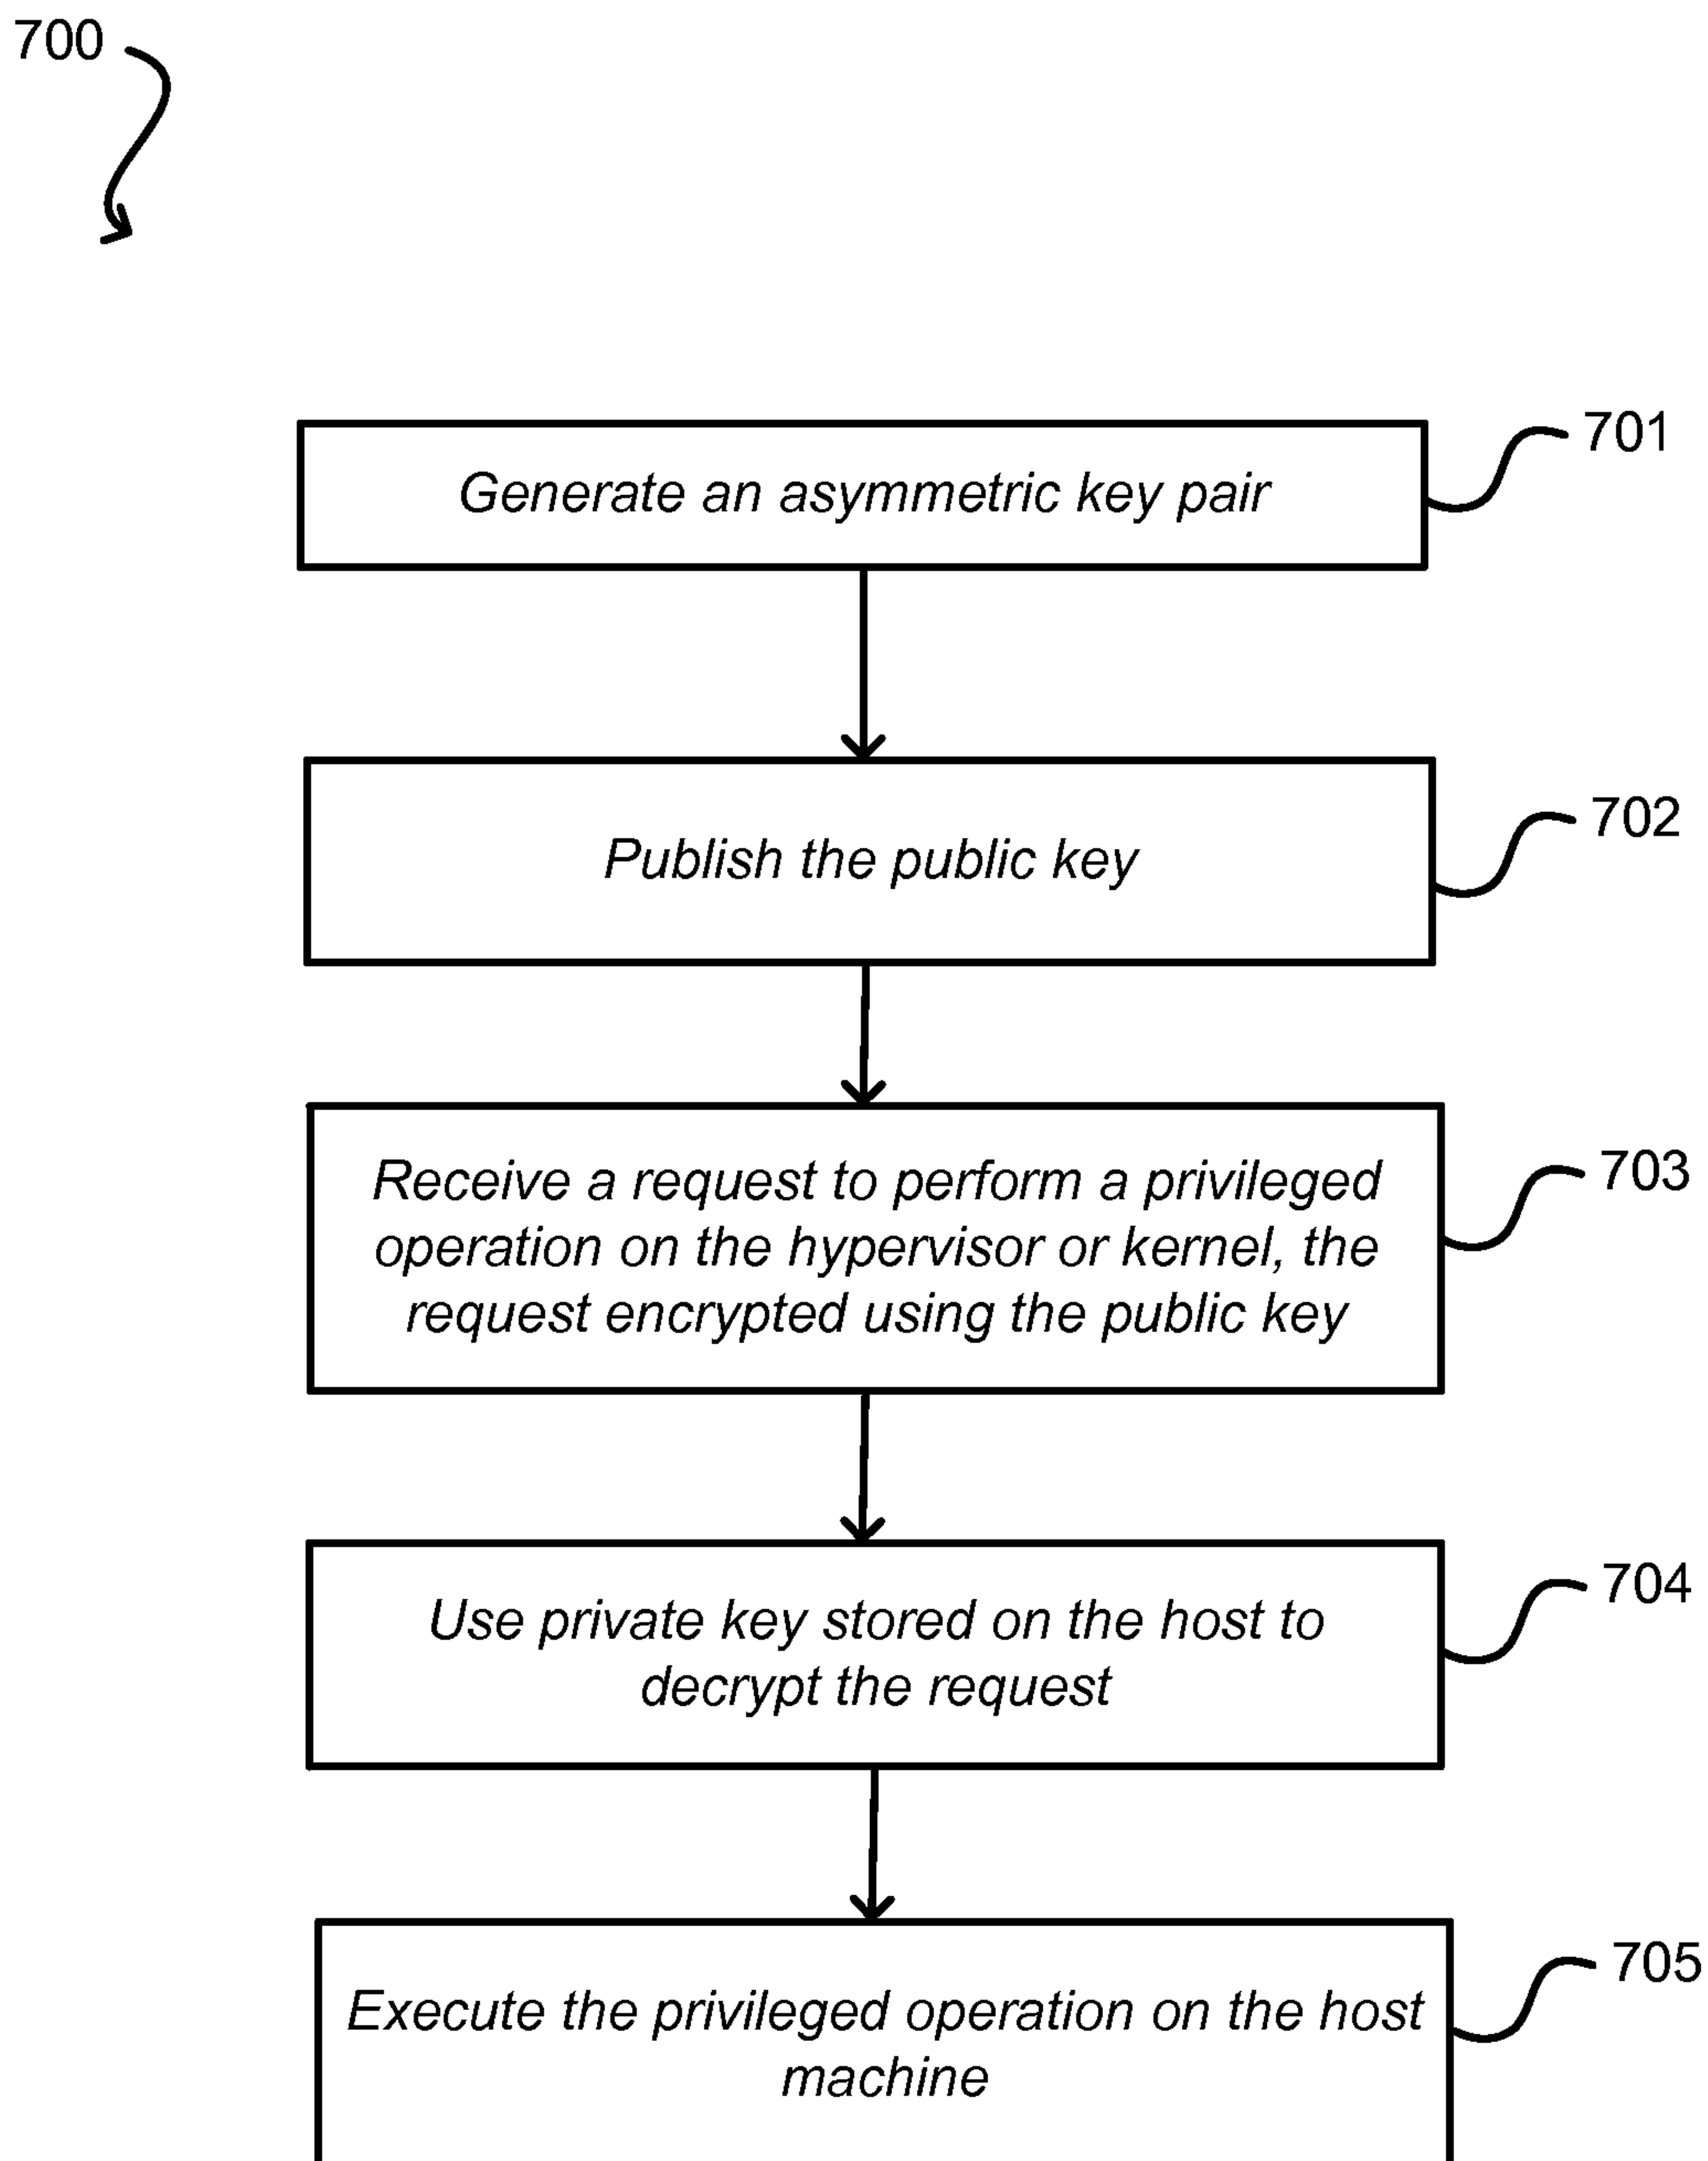 700
701
Generate an asymmetric key pair
702
Publish the public key
703
Receive a request to perform a privileged
operation on the hypervisor or kernel, the
request encrypted using the public key
704
Use private key stored on the host to
decrypt the request
705
Execute the privileged operation on the host
machine